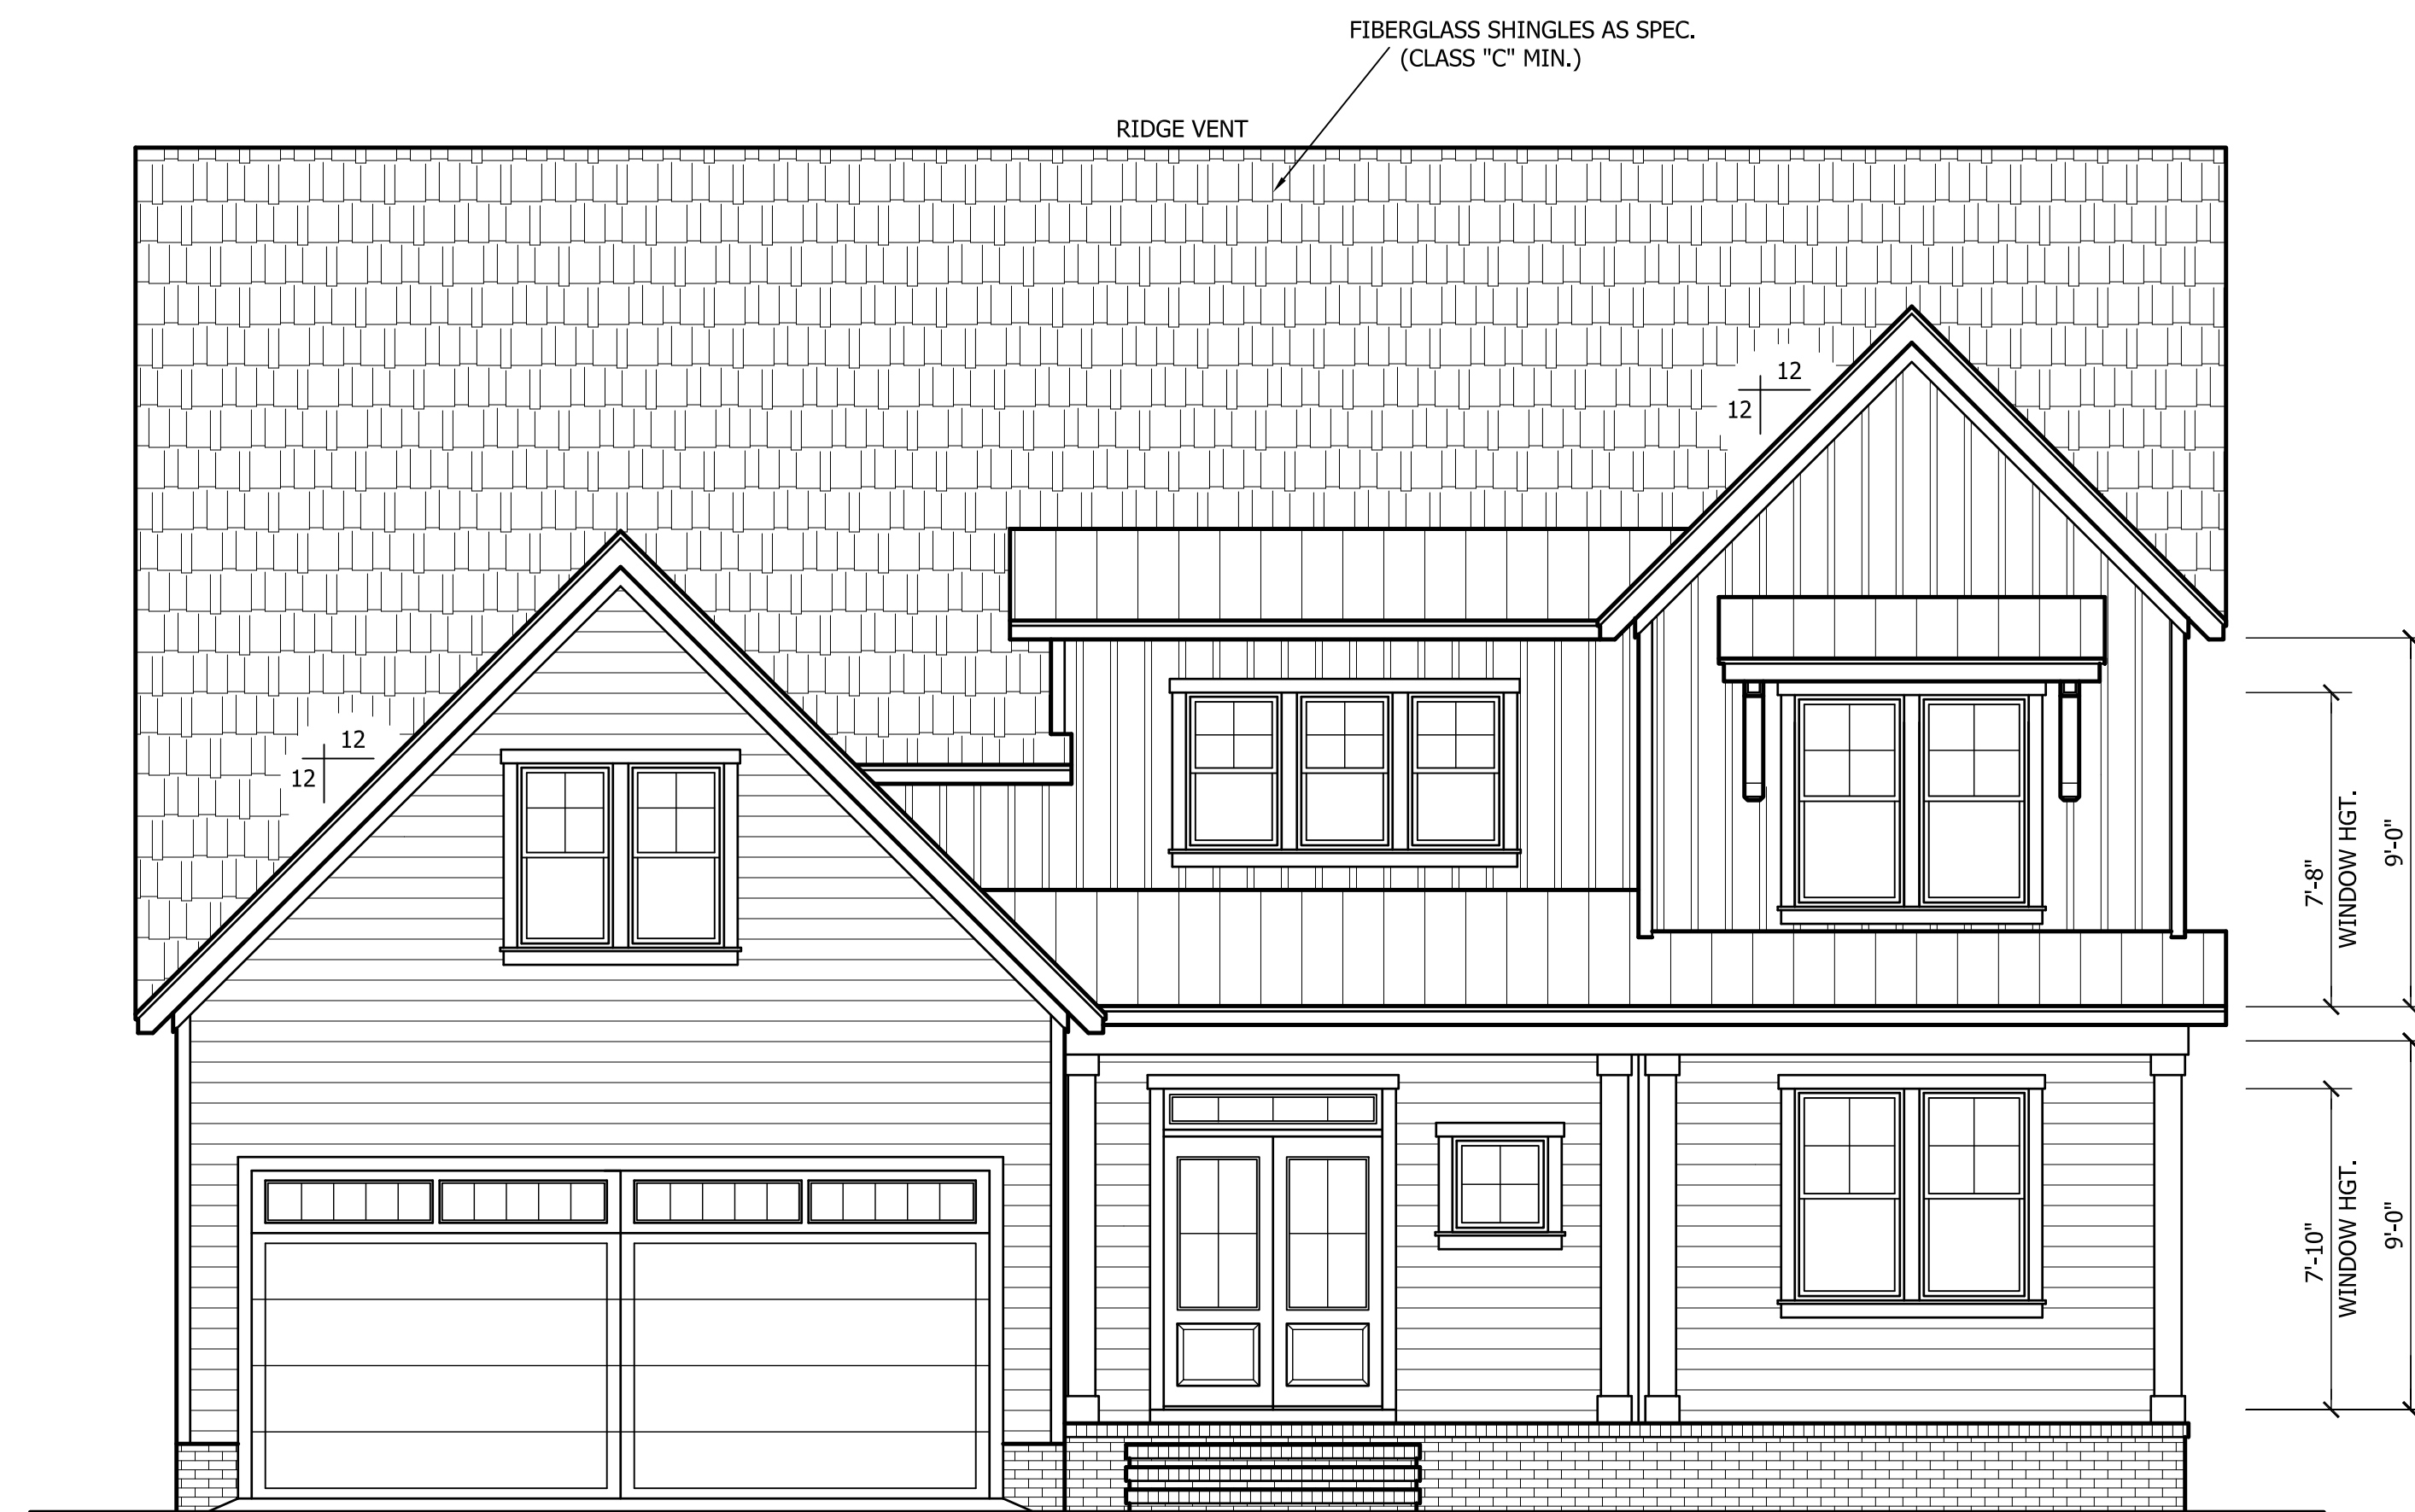 FIBERGLASS SHINGLES AS SPEC.
(CLASS "C" MIN.)
RIDGE VENT
12
12
12
12
7'-8"
WINDOW HGT.
9'-0"
7'-10"
WINDOW HGT.
9'-0"